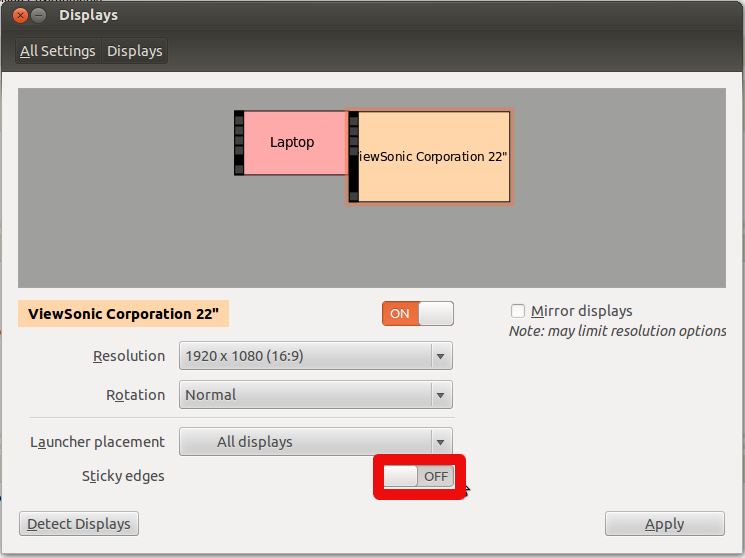 Displays
All Settings Displays
Laptop
iewSonic Corporation 22"
ViewSonic Corporation 22"
ON
Mirror displays
Note: may limit resolution options
Resolution
1920 x 1080 (16:9)
Rotation
Normal
Launcher placement
All displays
Sticky edges
OFF
Detect Displays
Apply